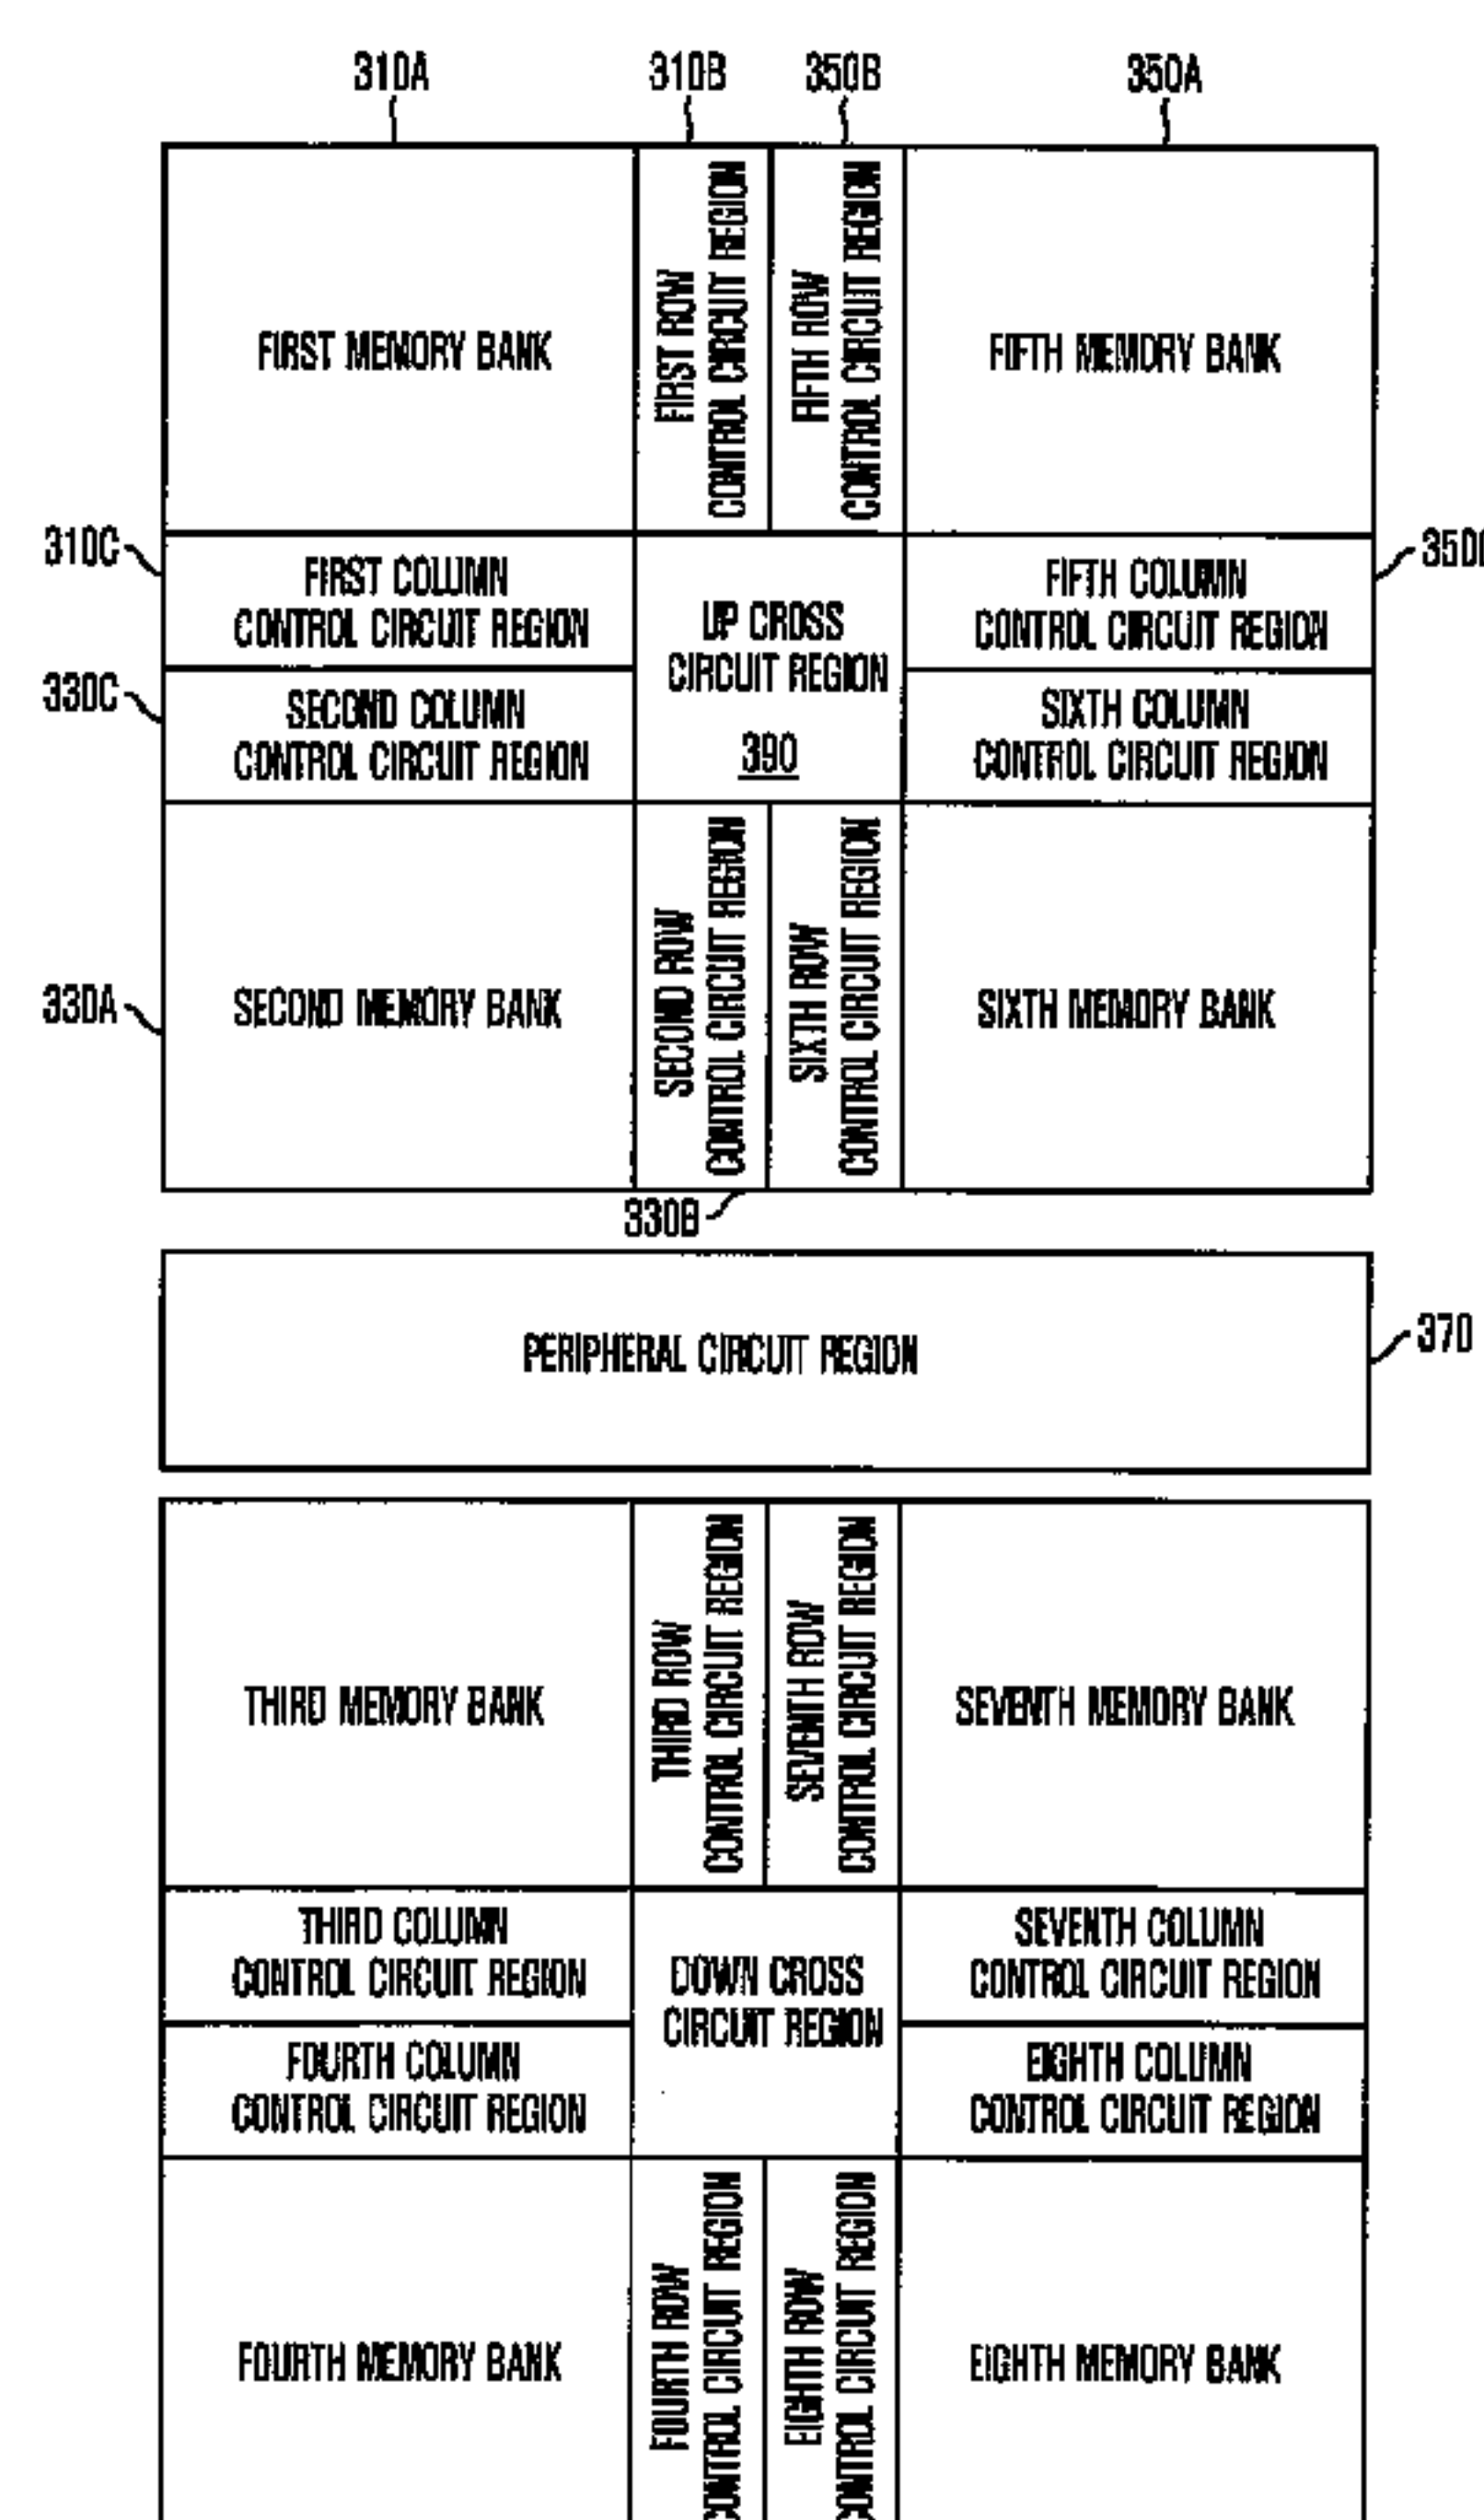 310A
310B
350B
350A
FIRST MEMORY BANK
FIRST ROW
CONTROL CIRCUIT REGION
FIFTH ROW
CONTROL CIRCUIT REGION
FIFTH MEMORY BANK
310C
FIRST COLUMN
CONTROL CIRCUIT REGION
UP CROSS
CIRCUIT REGION
390
FIFTH COLUMN
CONTROL CIRCUIT REGION
330C
SECOND COLUMN
CONTROL CIRCUIT REGION
SIXTH COLUMN
CONTROL CIRCUIT REGION
330A
SECOND MEMORY BANK
SECOND ROW
CONTROL CIRCUIT REGION
SIXTH ROW
CONTROL CIRCUIT REGION
SIXTH MEMORY BANK
330B
PERIPHERAL CIRCUIT REGION
370
THIRD MEMORY BANK
THIRD ROW
CONTROL CIRCUIT REGION
SEVENTH ROW
CONTROL CIRCUIT REGION
SEVENTH MEMORY BANK
THIRD COLUMN
CONTROL CIRCUIT REGION
DOWN CROSS
CIRCUIT REGION
SEVENTH COLUMN
CONTROL CIRCUIT REGION
FOURTH COLUMN
CONTROL CIRCUIT REGION
EIGHTH COLUMN
CONTROL CIRCUIT REGION
FOURTH MEMORY BANK
FOURTH ROW
CIRCUIT REGION
EIGHTH ROW
CIRCUIT REGION
EIGHTH MEMORY BANK